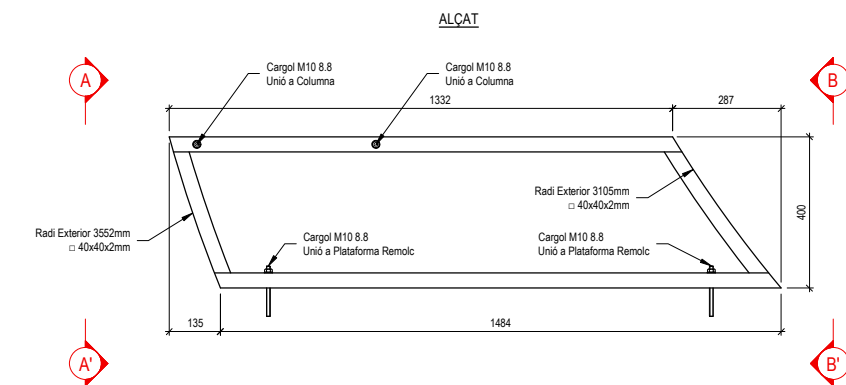 ALÇAT
A
Cargol M10 8.8
Unió a Columna
Cargol M10 8.8
Unió a Columna
B
1332
287
Radi Exterior 3105mm
□ 40x40x2mm
400
Radi Exterior 3552mm
□ 40x40x2mm
Cargol M10 8.8
Unió a Plataforma Remolc
Cargol M10 8.8
Unió a Plataforma Remolc
135
1484
A'
B'